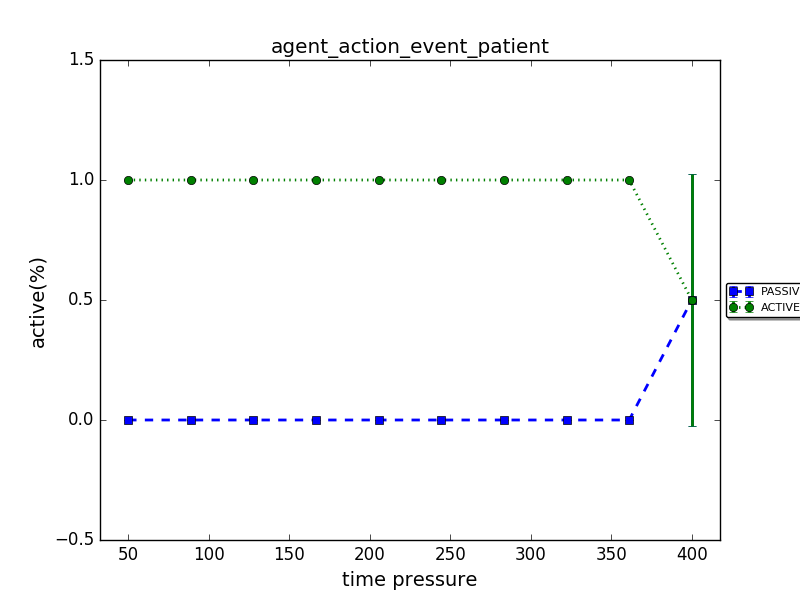 agent_action_event_patient
1.5
1.0
0.5
0.0
−0.5
active(%)
50 100 150 200 250 300 350 400
time pressure
PASSIV
ACTIVE